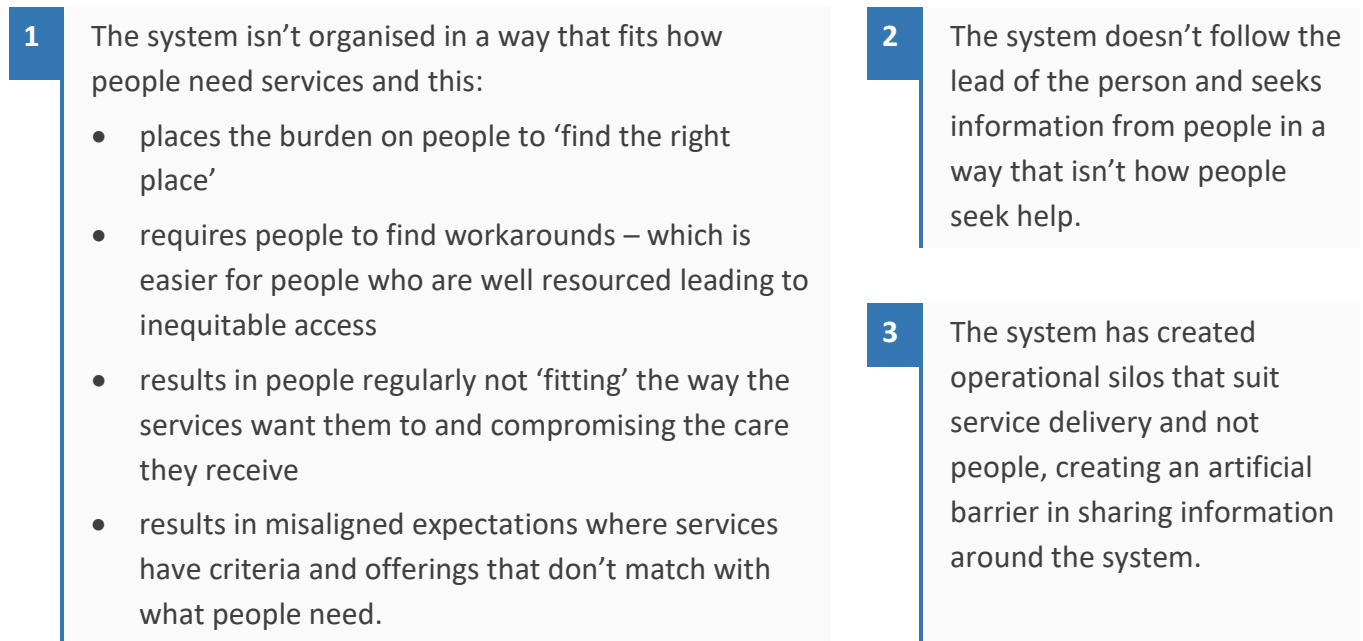 1
The system isn’t organised in a way that fits how
people need services and this:
• places the burden on people to ‘find the right
place’
• requires people to find workarounds – which is
easier for people who are well resourced leading to
inequitable access
• results in people regularly not ‘fitting’ the way the
services want them to and compromising the care
they receive
• results in misaligned expectations where services
have criteria and offerings that don’t match with
what people need.
2
The system doesn’t follow the
lead of the person and seeks
information from people in a
way that isn’t how people
seek help.
3
The system has created
operational silos that suit
service delivery and not
people, creating an artificial
barrier in sharing information
around the system.